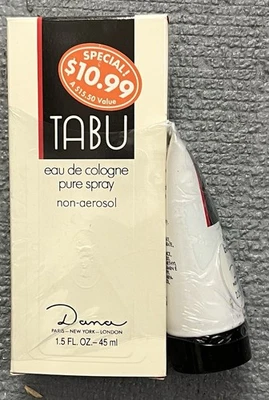 SPECIAL!
$10.99
A $15.50 Value
TABU
eau de cologne
pure spray
non-aerosol
Dana
PARIS – NEW YORK – LONDON
1.5 FL. OZ. – 45 ml